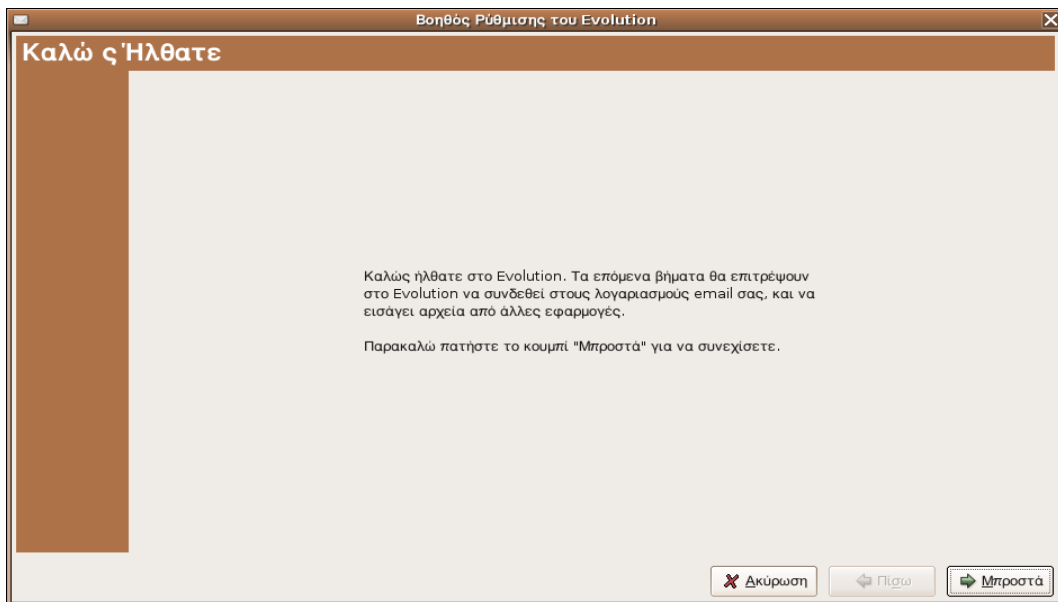 Βοηθός Ρύθμισης του Evolution
Καλώ ς Ήλθατε
Καλώς ήλθατε στο Evolution. Τα επόμενα βήματα θα επιτρέψουν
στο Evolution να συνδεθεί στους λογαριασμούς email σας, και να
εισάγει αρχεία από άλλες εφαρμογές.
Παρακαλώ πατήστε το κουμπί "Μπροστά" για να συνεχίσετε.
Ακύρωση
Πίσω
Μπροστά